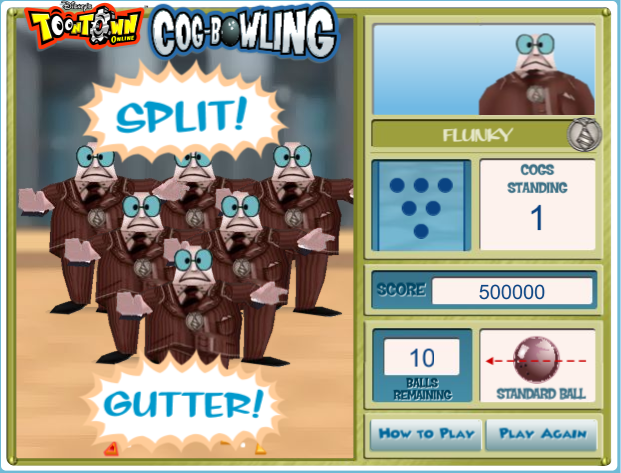 Disney's
TOONTOWN
ONLINE
COG-BOWLING
SPLIT!
GUTTER!
FLUNKY
COGS
STANDING
1
SCORE
500000
10
BALLS
REMAINING
STANDARD BALL
HOW TO PLAY
PLAY AGAIN